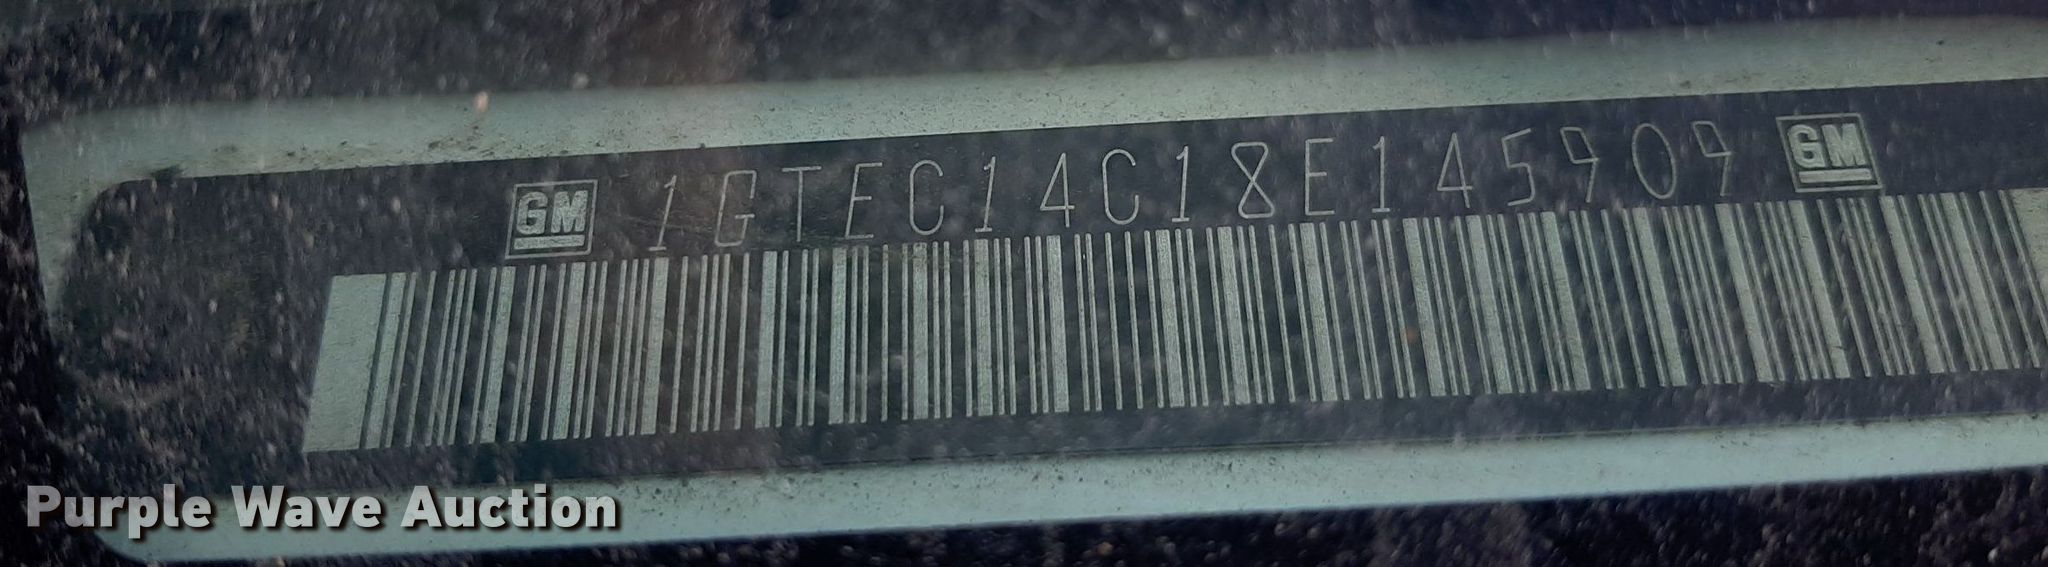 GM 1GTEC14C18E145909 GM
Purple Wave Auction